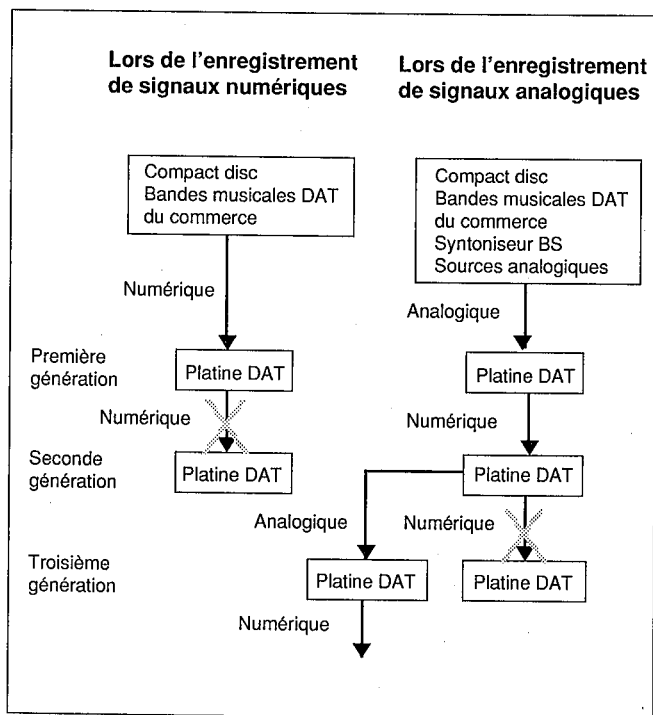 Lors de l'enregistrement
de signaux numériques
Lors de l'enregistrement
de signaux analogiques
Compact disc
Bandes musicales DAT
du commerce
Compact disc
Bandes musicales DAT
du commerce
Syntoniseur BS
Sources analogiques
Numérique
Analogique
Première
génération
Platine DAT
Platine DAT
Numérique
Numérique
Seconde
génération
Platine DAT
Platine DAT
Analogique
Numérique
Troisième
génération
Platine DAT
Platine DAT
Numérique